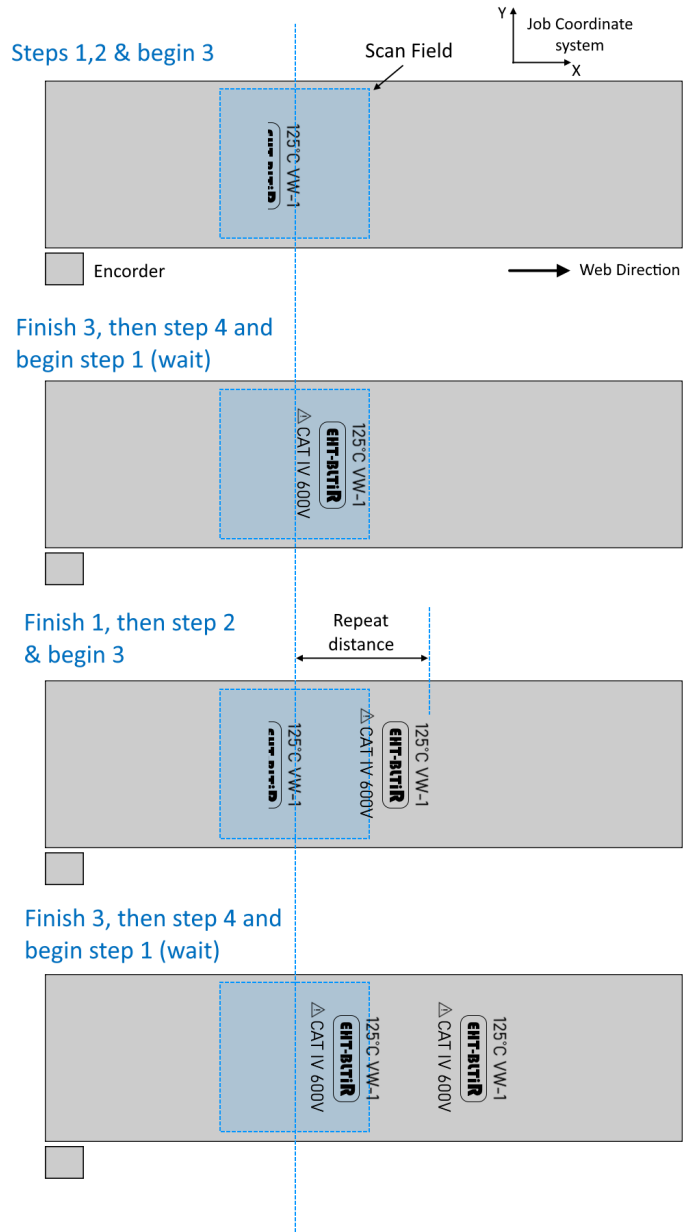 Y
Job Coordinate
system
X
Steps 1,2 & begin 3
Scan Field
125°C VW-1
Encorder
Web Direction
Finish 3, then step 4 and
begin step 1 (wait)
125°C VW-1
EHT-BLTiR
⚠CAT IV 600V
Finish 1, then step 2
& begin 3
Repeat
distance
125°C VW-1
125°C VW-1
EHT-BLTiR
⚠CAT IV 600V
Finish 3, then step 4 and
begin step 1 (wait)
125°C VW-1
EHT-BLTiR
⚠CAT IV 600V
125°C VW-1
EHT-BLTiR
⚠CAT IV 600V